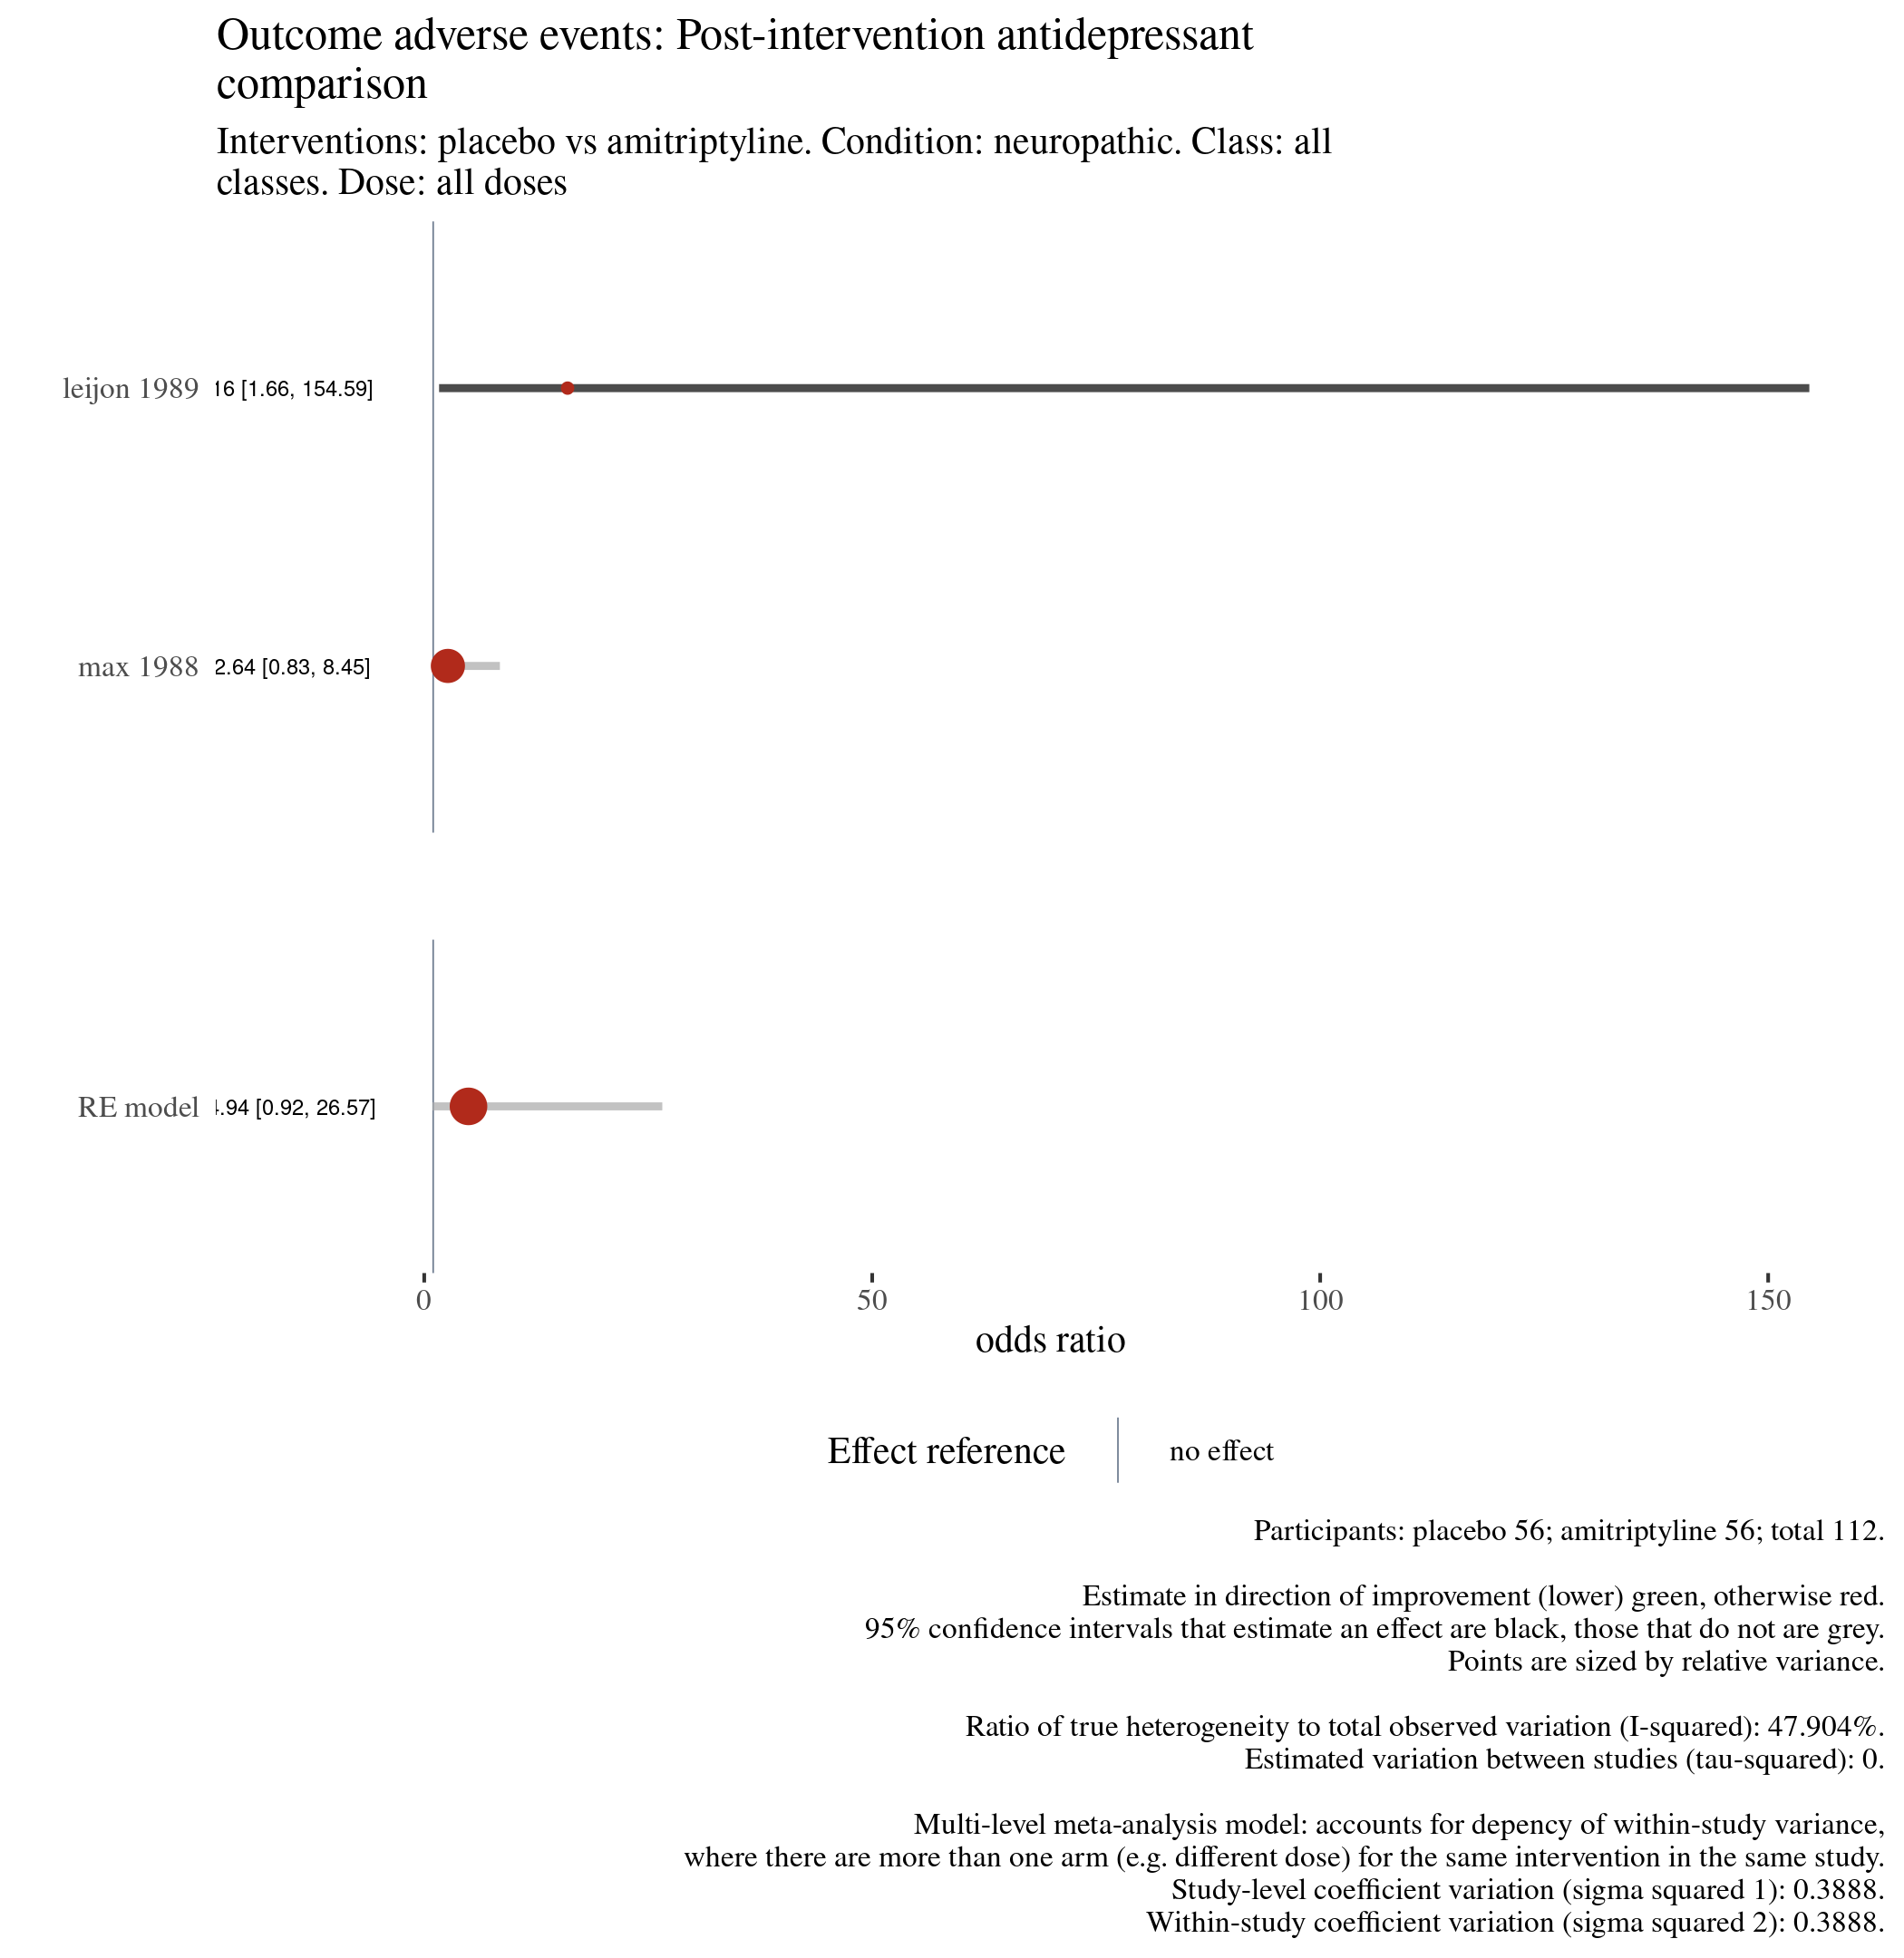 Outcome adverse events: Post-intervention antidepressant
comparison
Interventions: placebo vs amitriptyline. Condition: neuropathic. Class: all
classes. Dose: all doses
leijon 1989 16 [1.66, 154.59]
max 1988 2.64 [0.83, 8.45]
RE model .94 [0.92, 26.57]
0 50 100 150
odds ratio
Effect reference no effect
Participants: placebo 56; amitriptyline 56; total 112.
Estimate in direction of improvement (lower) green, otherwise red.
95% confidence intervals that estimate an effect are black, those that do not are grey.
Points are sized by relative variance.
Ratio of true heterogeneity to total observed variation (I-squared): 47.904%.
Estimated variation between studies (tau-squared): 0.
Multi-level meta-analysis model: accounts for depency of within-study variance,
where there are more than one arm (e.g. different dose) for the same intervention in the same study.
Study-level coefficient variation (sigma squared 1): 0.3888.
Within-study coefficient variation (sigma squared 2): 0.3888.